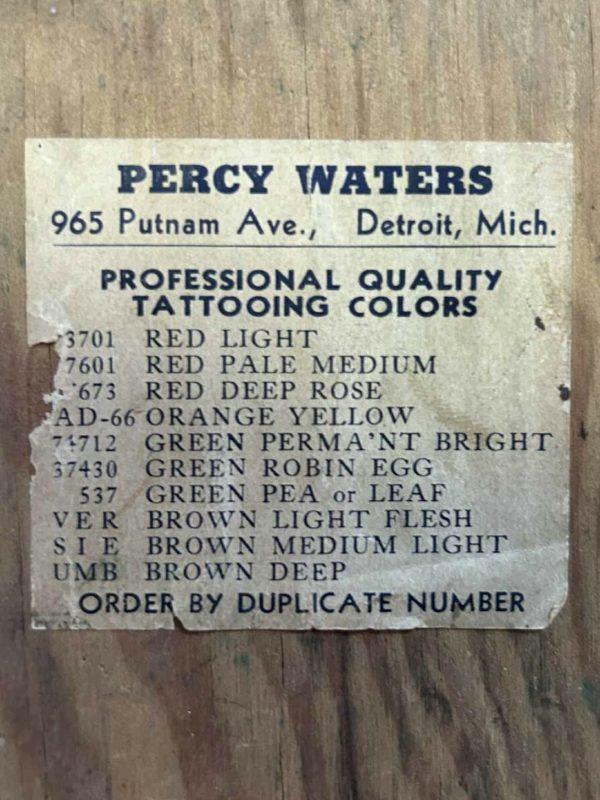 PERCY WATERS
965 Putnam Ave., Detroit, Mich.
PROFESSIONAL QUALITY
TATTOOING COLORS
3701 RED LIGHT
7601 RED PALE MEDIUM
673 RED DEEP ROSE
AD-66 ORANGE YELLOW
GREEN PERMA'NT BRIGHT
37430 GREEN ROBIN EGG
537 GREEN PEA or LEAF
VER BROWN LIGHT FLESH
SIE BROWN MEDIUM LIGHT
UMB BROWN DEEP
ORDER BY DUPLICATE NUMBER